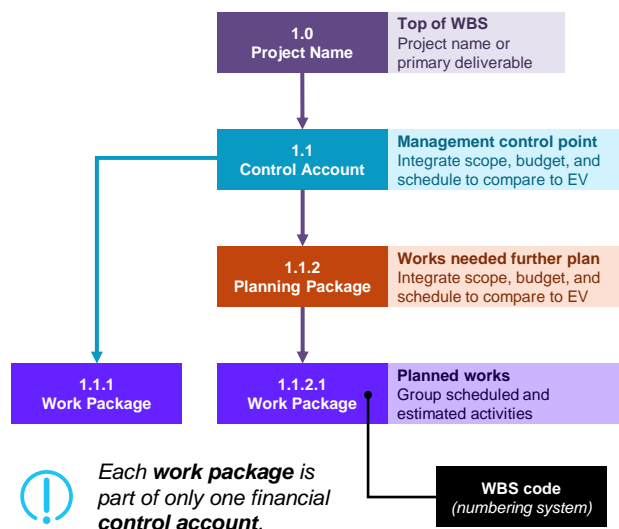 1.0
Project Name
Top of WBS
Project name or
primary deliverable
1.1
Control Account
Management control point
Integrate scope, budget, and
schedule to compare to EV
1.1.2
Planning Package
Works needed further plan
Integrate scope, budget, and
schedule to compare to EV
1.1.1
Work Package
1.1.2.1
Work Package
Planned works
Group scheduled and
estimated activities
Each work package is
part of only one financial
control account.
WBS code
(numbering system)